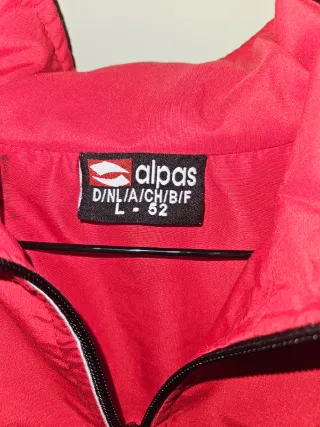 alpas
D/NL/A/CH/B/F
L - 52